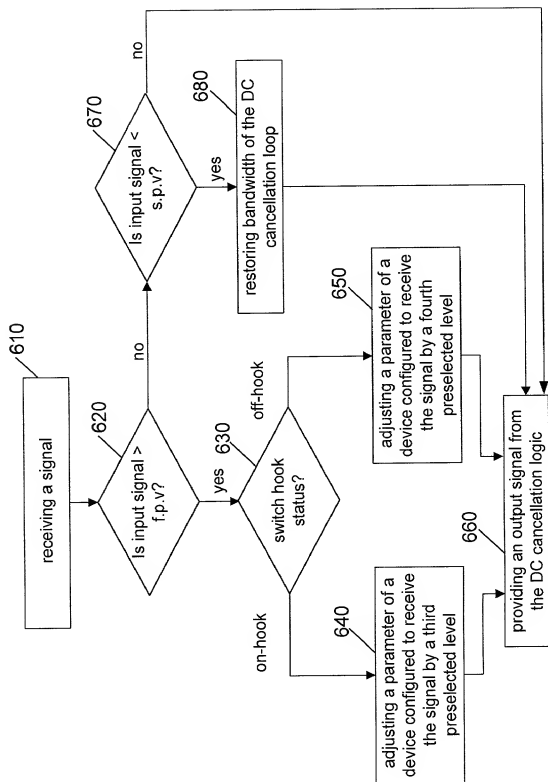 610
receiving a signal
620
Is input signal >
f.p.v?
no
670
Is input signal <
s.p.v?
no
yes
yes
680
restoring bandwidth of the DC
cancellation loop
630
switch hook
status?
on-hook
off-hook
640
adjusting a parameter of a
device configured to receive
the signal by a third
preselected level
650
adjusting a parameter of a
device configured to receive
the signal by a fourth
preselected level
660
providing an output signal from
the DC cancellation logic